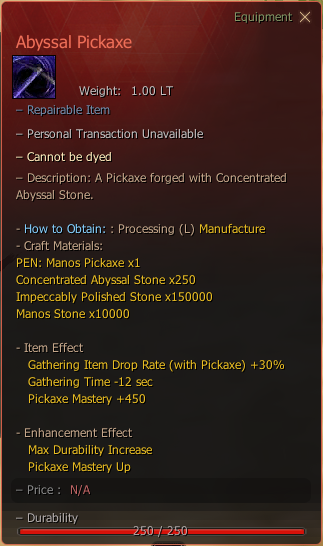 Equipment
Abyssal Pickaxe
Weight: 1.00 LT
– Repairable Item
– Personal Transaction Unavailable
– Cannot be dyed
– Description: A Pickaxe forged with Concentrated
Abyssal Stone.
- How to Obtain: : Processing (L) Manufacture
- Craft Materials:
PEN: Manos Pickaxe x1
Concentrated Abyssal Stone x250
Impeccably Polished Stone x150000
Manos Stone x10000
- Item Effect
Gathering Item Drop Rate (with Pickaxe) +30%
Gathering Time -12 sec
Pickaxe Mastery +450
- Enhancement Effect
Max Durability Increase
Pickaxe Mastery Up
– Price : N/A
– Durability
250 / 250